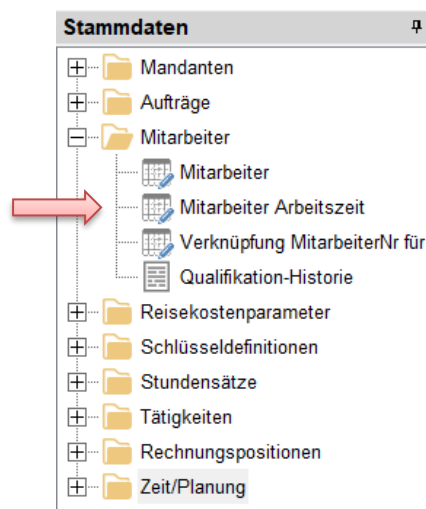 Stammdaten
Mandanten
Aufträge
Mitarbeiter
Mitarbeiter
Mitarbeiter Arbeitszeit
Verknüpfung MitarbeiterNr für
Qualifikation-Historie
Reisekostenparameter
Schlüsseldefinitionen
Stundensätze
Tätigkeiten
Rechnungspositionen
Zeit/Planung